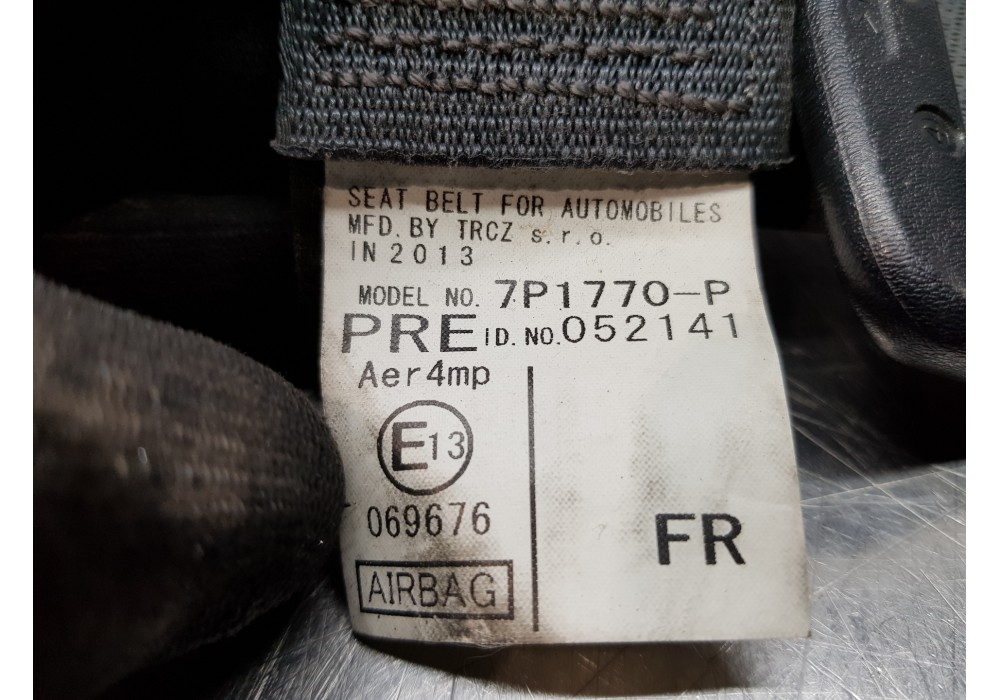 SEAT BELT FOR AUTOMOBILES
MFD. BY TRCZ s.r.o.
IN 2013
MODEL NO. 7P1770-P
PRE ID. NO. 052141
Aer4mp
E13
069676
AIRBAG
FR